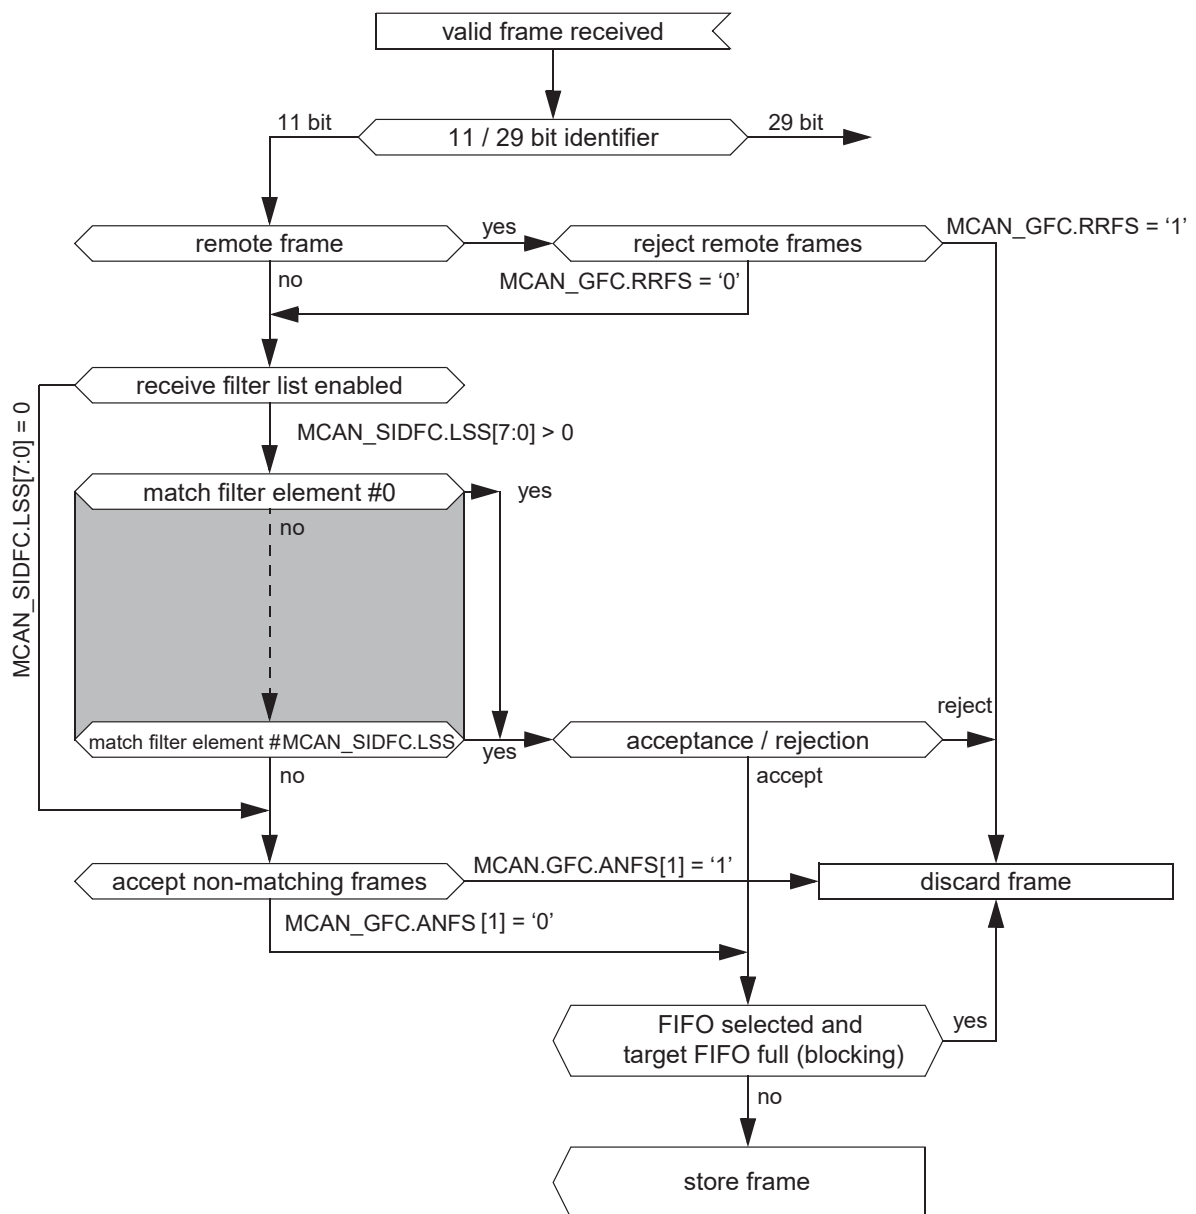 valid frame received
11 bit
11 / 29 bit identifier
29 bit
remote frame
yes
reject remote frames
MCAN_GFC.RRFS = ‘1’
no
MCAN_GFC.RRFS = ‘0’
receive filter list enabled
MCAN_SIDFC.LSS[7:0] = 0
MCAN_SIDFC.LSS[7:0] > 0
match filter element #0
yes
no
reject
match filter element #MCAN_SIDFC.LSS
yes
acceptance / rejection
no
accept
accept non-matching frames
MCAN.GFC.ANFS[1] = ‘1’
discard frame
MCAN_GFC.ANFS [1] = ‘0’
FIFO selected and
target FIFO full (blocking)
yes
no
store frame